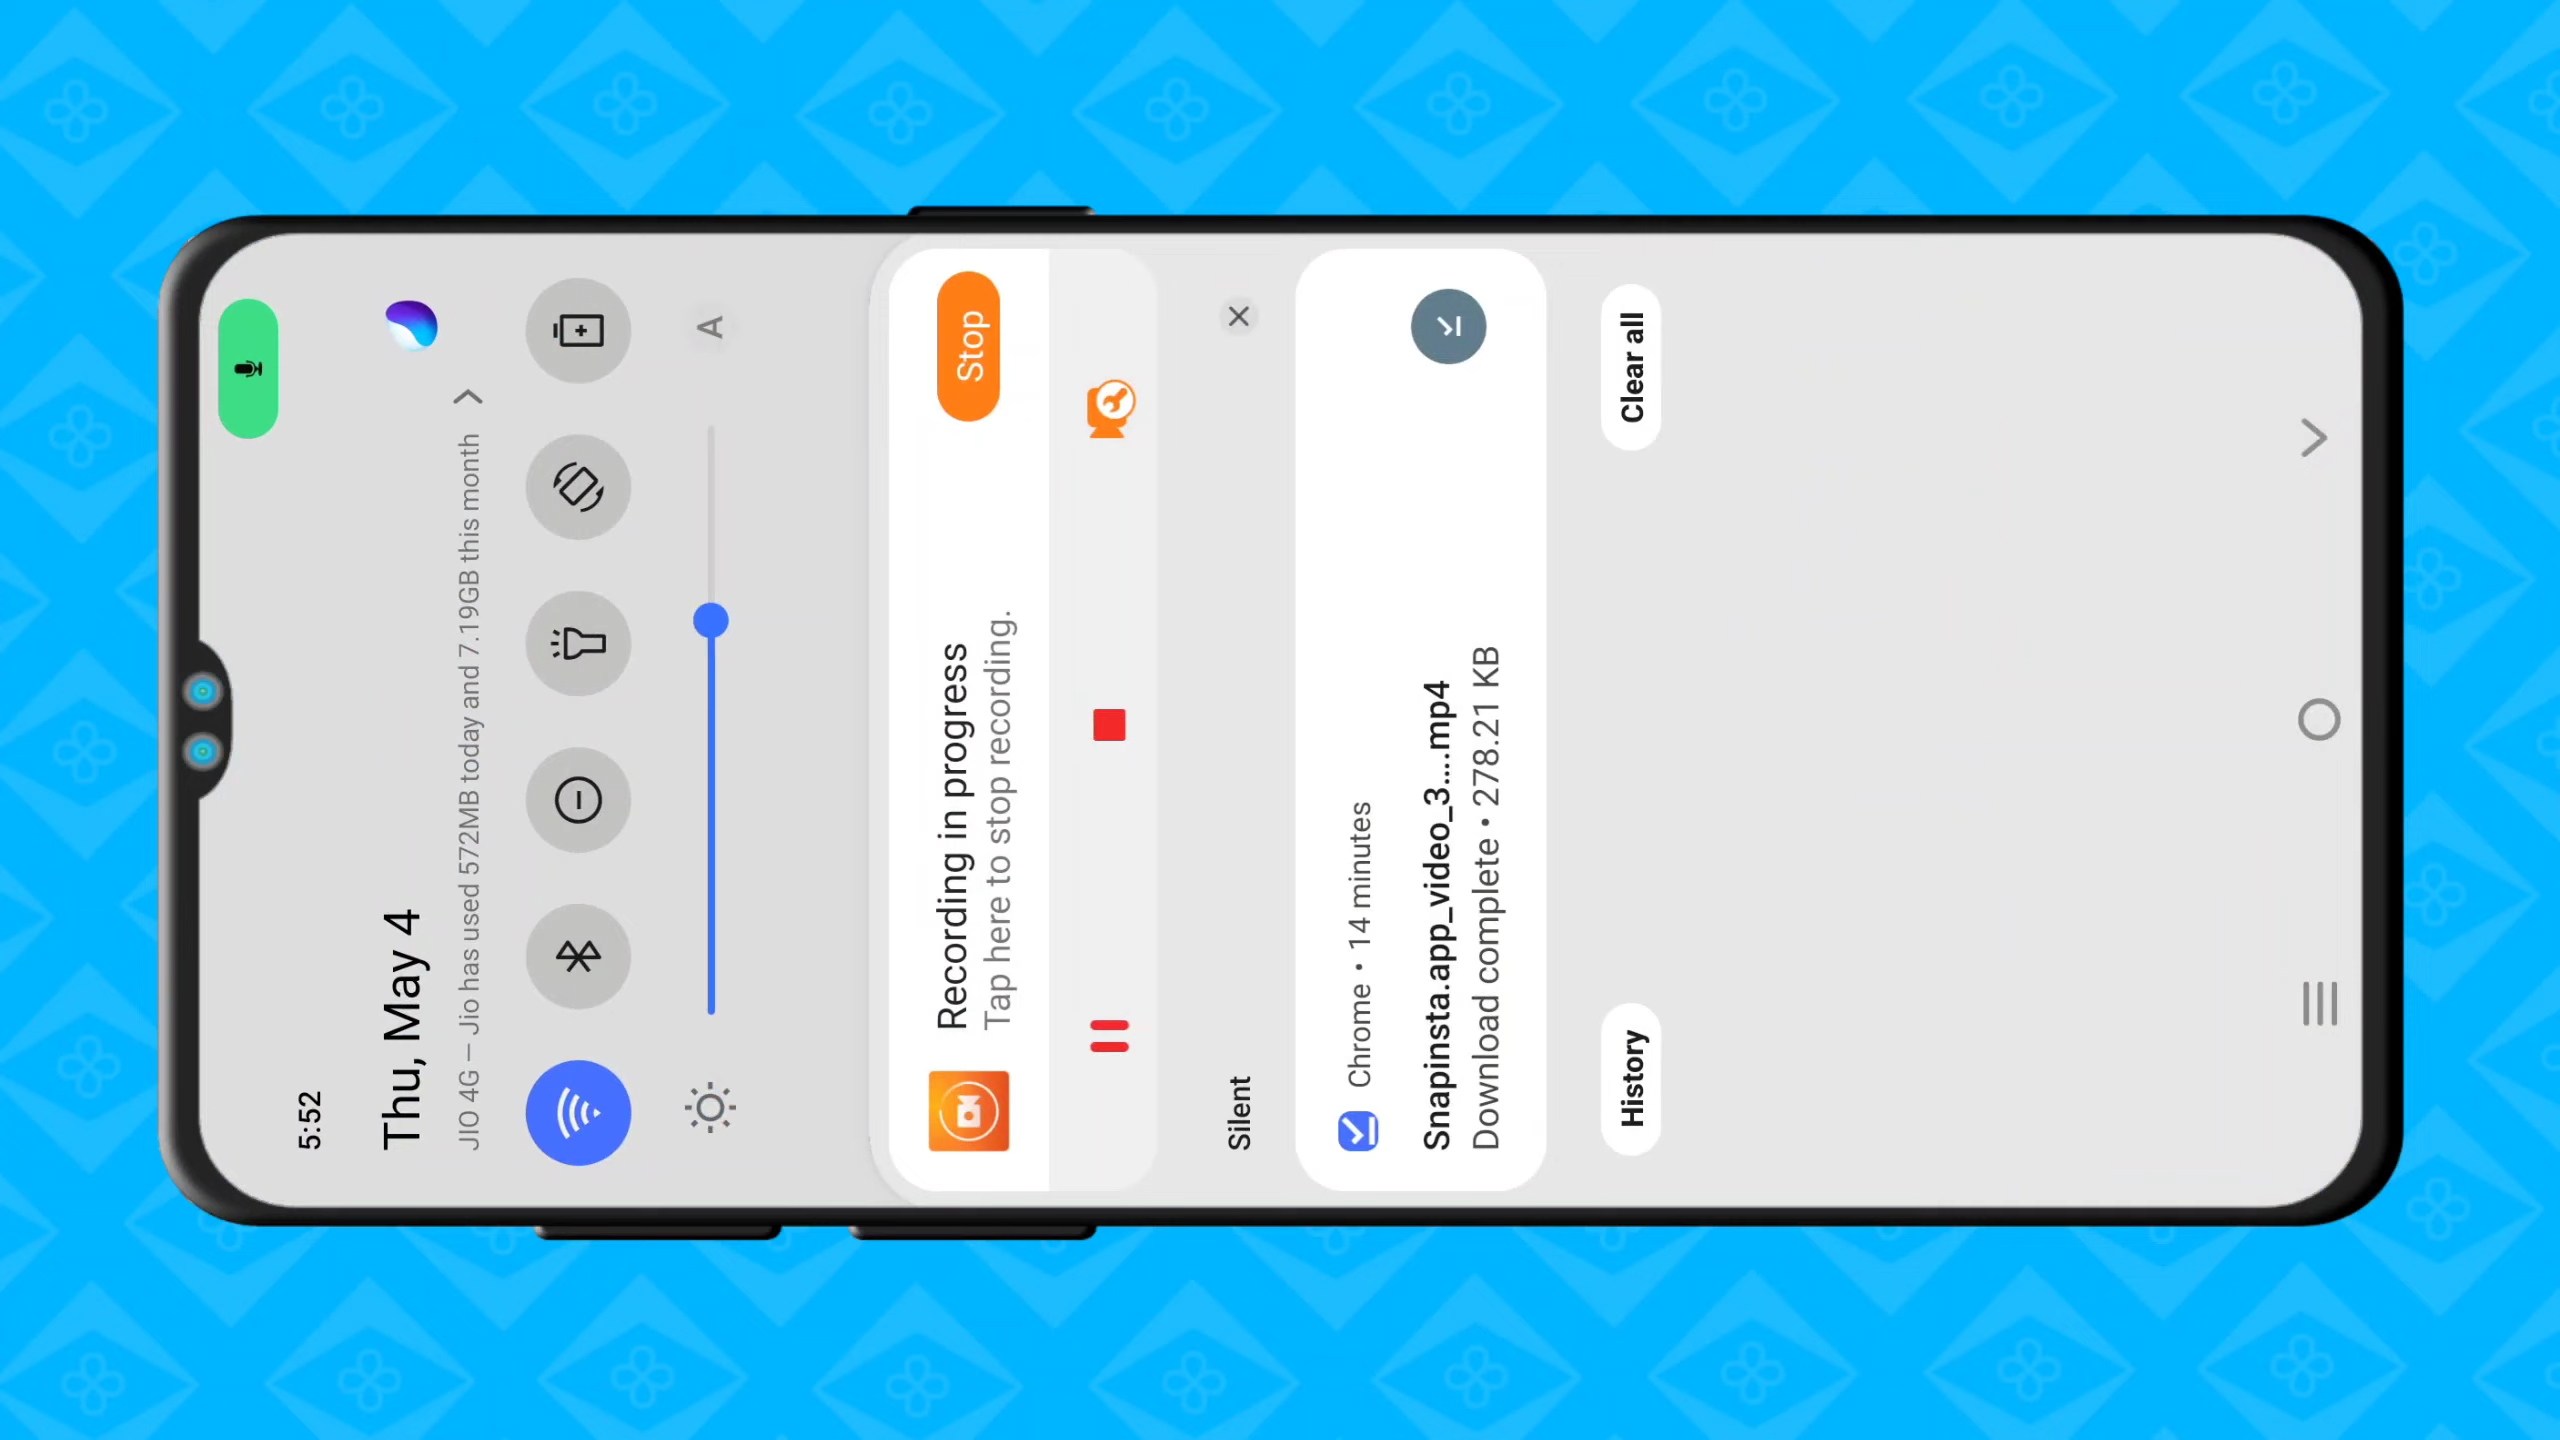 5:52
Thu, May 4
JIO 4G — Jio has used 572MB today and 7.19GB this month
A
Recording in progress
Tap here to stop recording.
Stop
Silent
Chrome • 14 minutes
Snapinsta.app_video_3....mp4
Download complete • 278.21 KB
History
Clear all